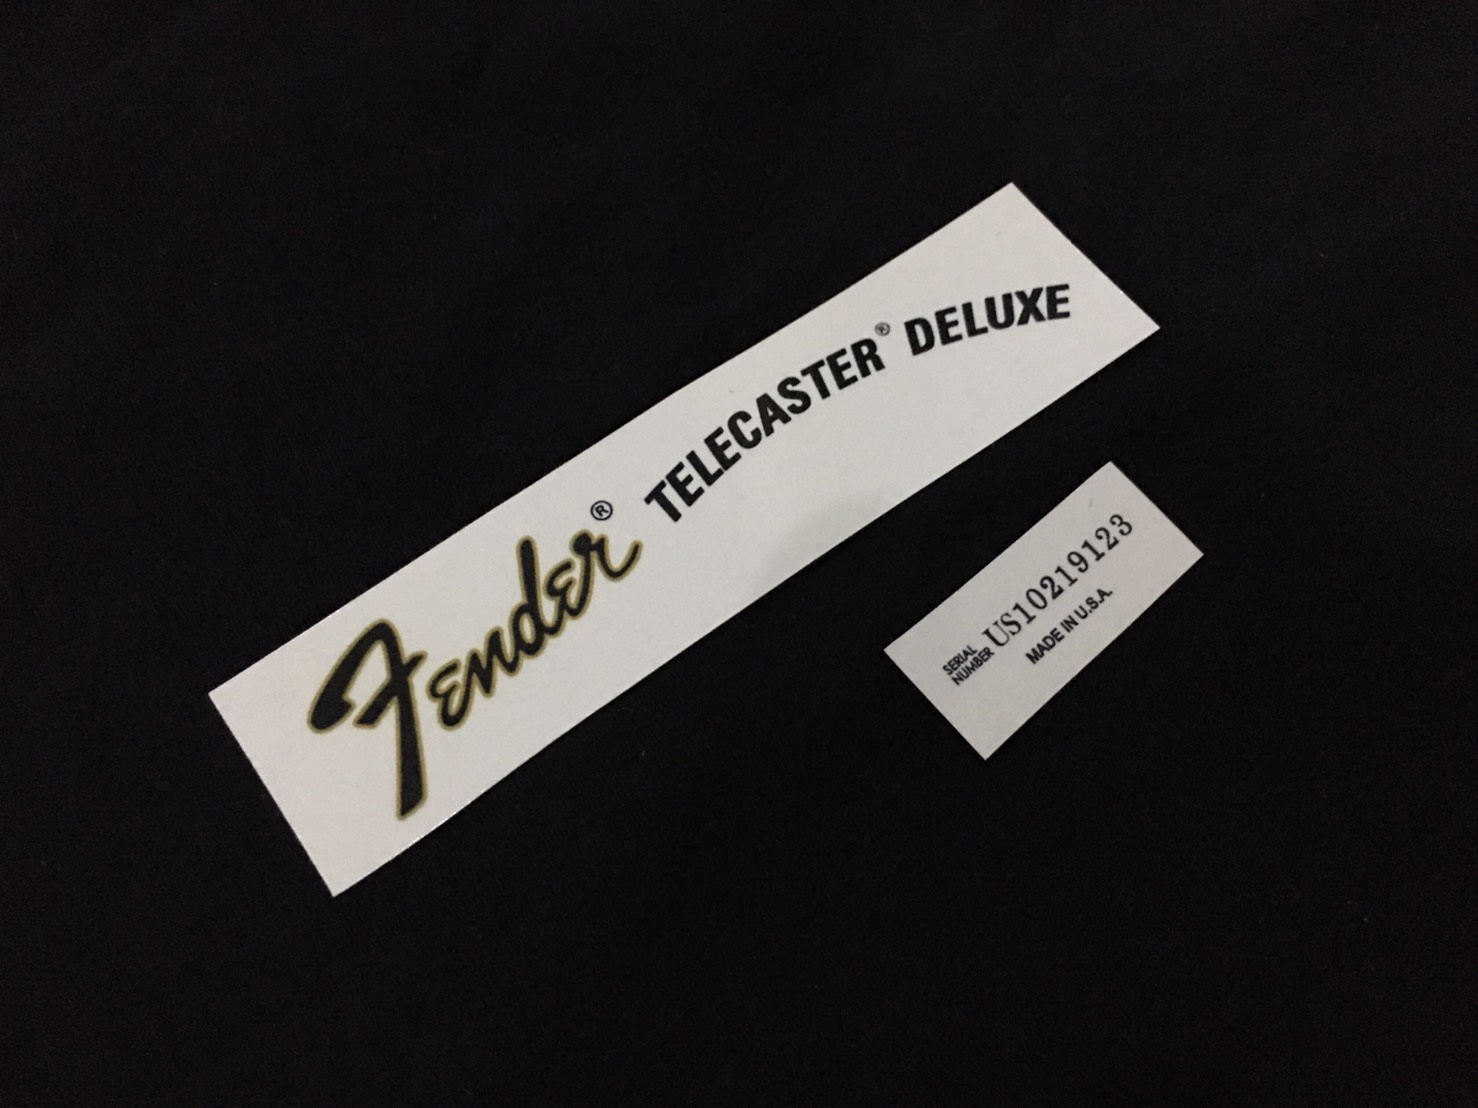 Fender® TELECASTER® DELUXE
SERIAL NUMBER US10219123
MADE IN U.S.A.